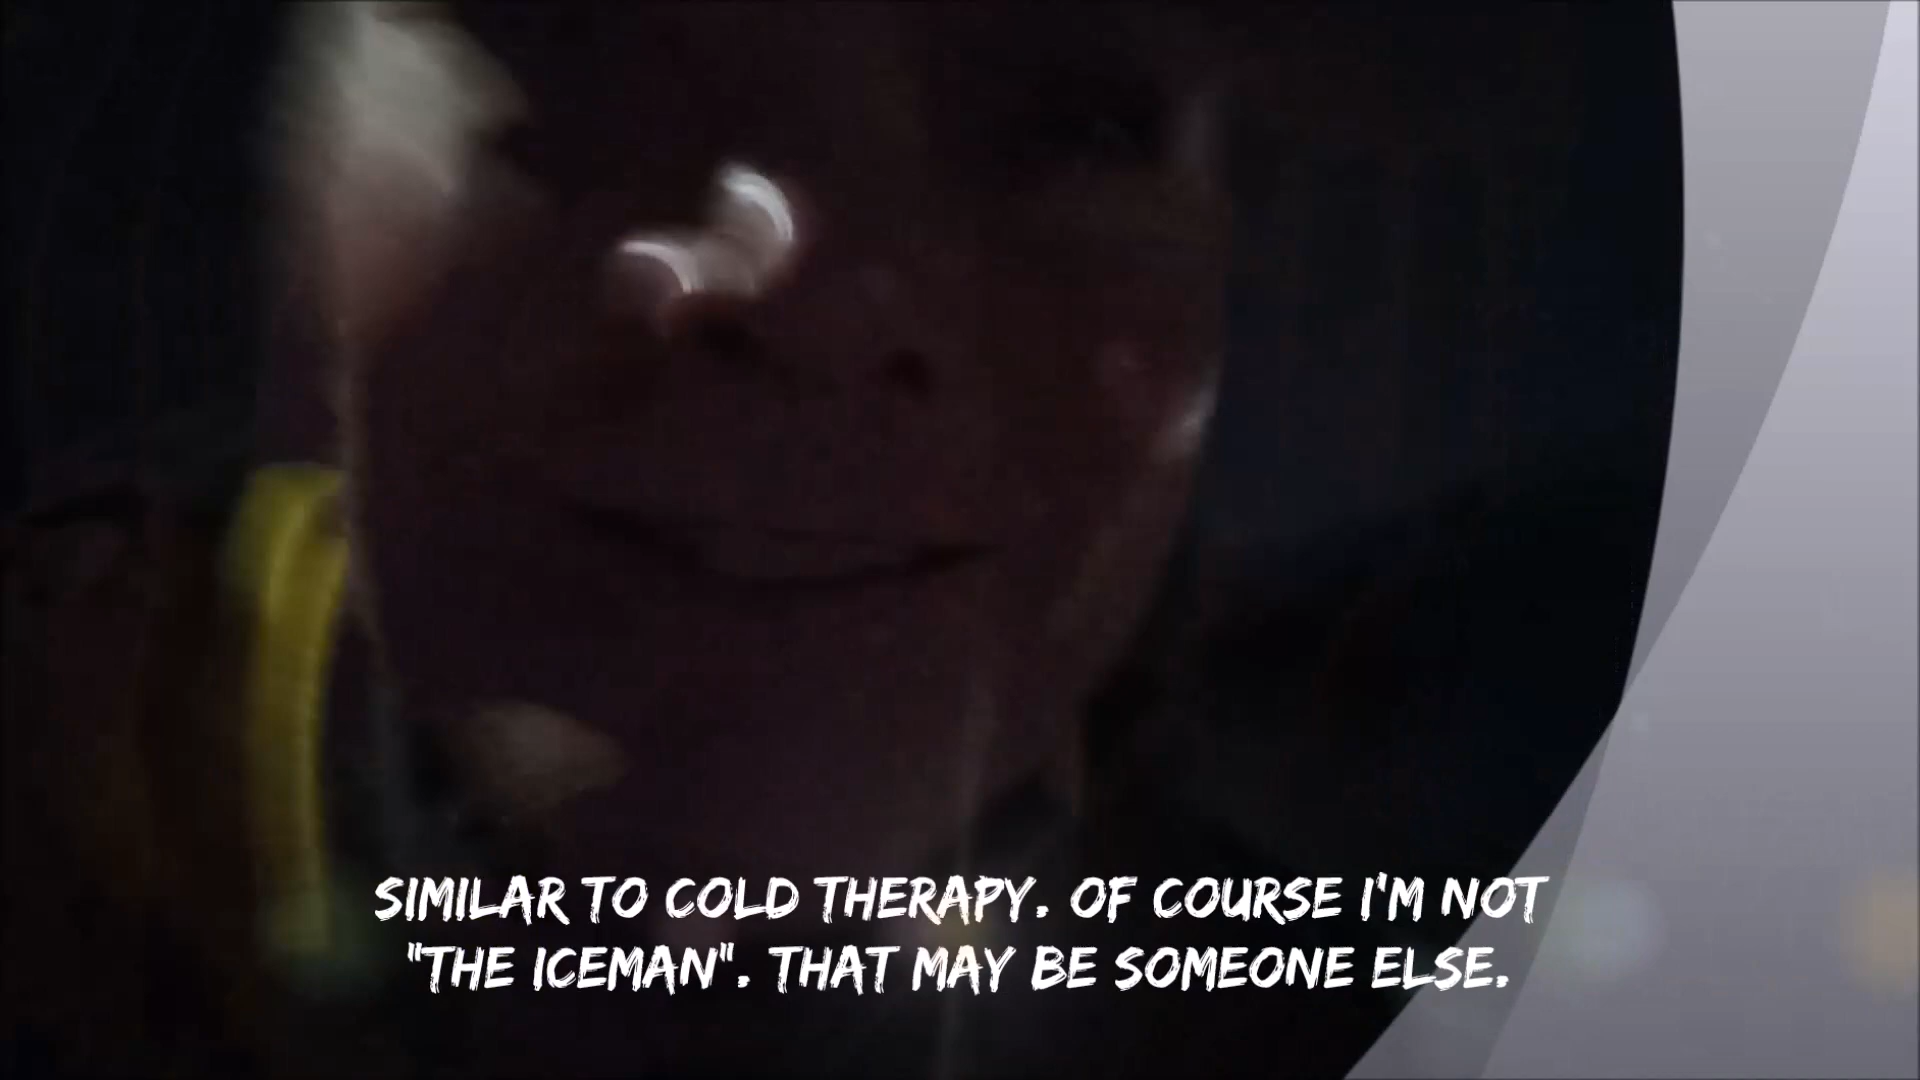 SIMILAR TO COLD THERAPY. OF COURSE I'M NOT
"THE ICEMAN". THAT MAY BE SOMEONE ELSE.